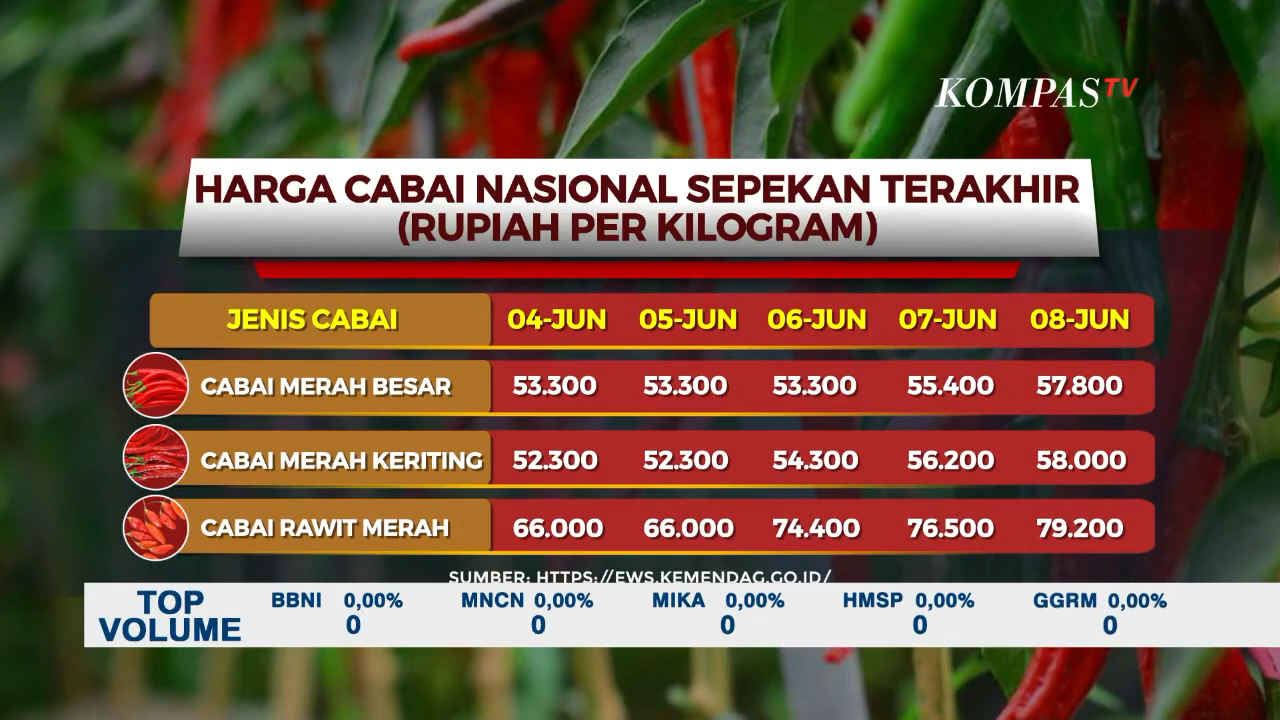 KOMPASTV
HARGA CABAI NASIONAL SEPEKAN TERAKHIR
(RUPIAH PER KILOGRAM)
JENIS CABAI 04-JUN 05-JUN 06-JUN 07-JUN 08-JUN
CABAI MERAH BESAR 53.300 53.300 53.300 55.400 57.800
CABAI MERAH KERITING 52.300 52.300 54.300 56.200 58.000
CABAI RAWIT MERAH 66.000 66.000 74.400 76.500 79.200
SUMBER: HTTPS://EWS.KEMENDAG.GO.ID/
TOP VOLUME
BBNI 0,00% MNCN 0,00% MIKA 0,00% HMSP 0,00% GGRM 0,00%
0 0 0 0 0